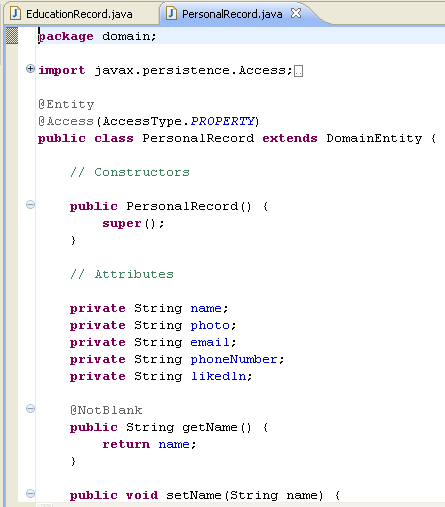 EducationRecord.java
PersonalRecord.java
package domain;
import javax.persistence.Access;
@Entity
@Access(AccessType.PROPERTY)
public class PersonalRecord extends DomainEntity {
// Constructors
public PersonalRecord() {
super();
}
// Attributes
private String name;
private String photo;
private String email;
private String phoneNumber;
private String likedln;
@NotBlank
public String getName() {
return name;
}
public void setName(String name) {